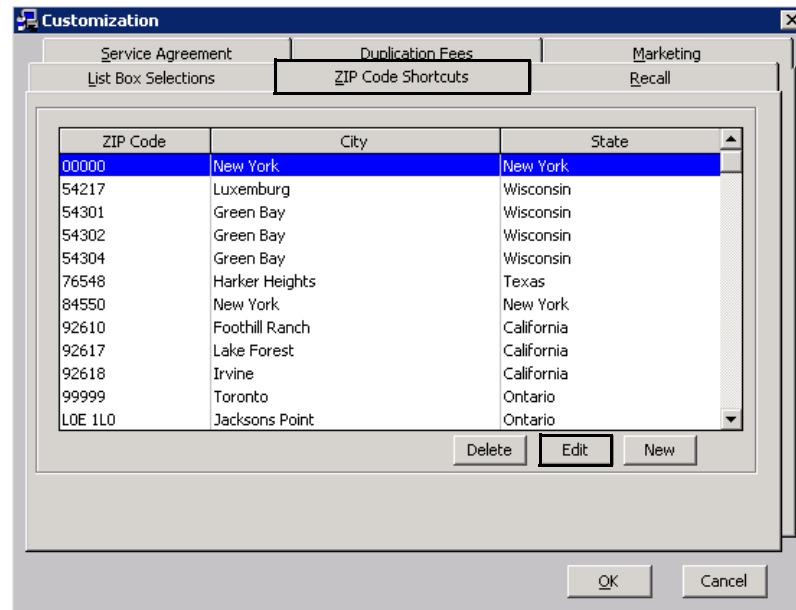 Customization
Service Agreement Duplication Fees Marketing
List Box Selections ZIP Code Shortcuts Recall
ZIP Code City State
00000 New York New York
54217 Luxemburg Wisconsin
54301 Green Bay Wisconsin
54302 Green Bay Wisconsin
54304 Green Bay Wisconsin
76548 Harker Heights Texas
84550 New York New York
92610 Foothill Ranch California
92617 Lake Forest California
92618 Irvine California
99999 Toronto Ontario
L0E 1L0 Jacksons Point Ontario
Delete Edit New
OK Cancel